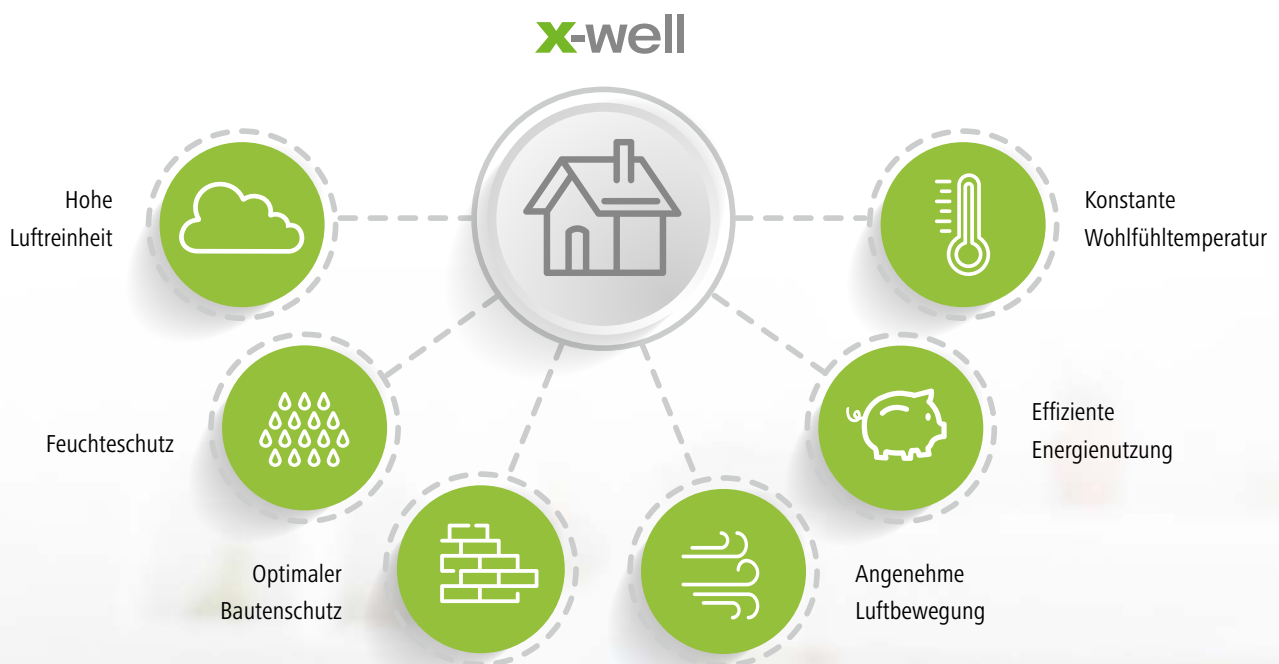 x-well
Hohe
Luftreinheit
Konstante
Wohlfühltemperatur
Feuchteschutz
Effiziente
Energienutzung
Optimaler
Bautenschutz
Angenehme
Luftbewegung